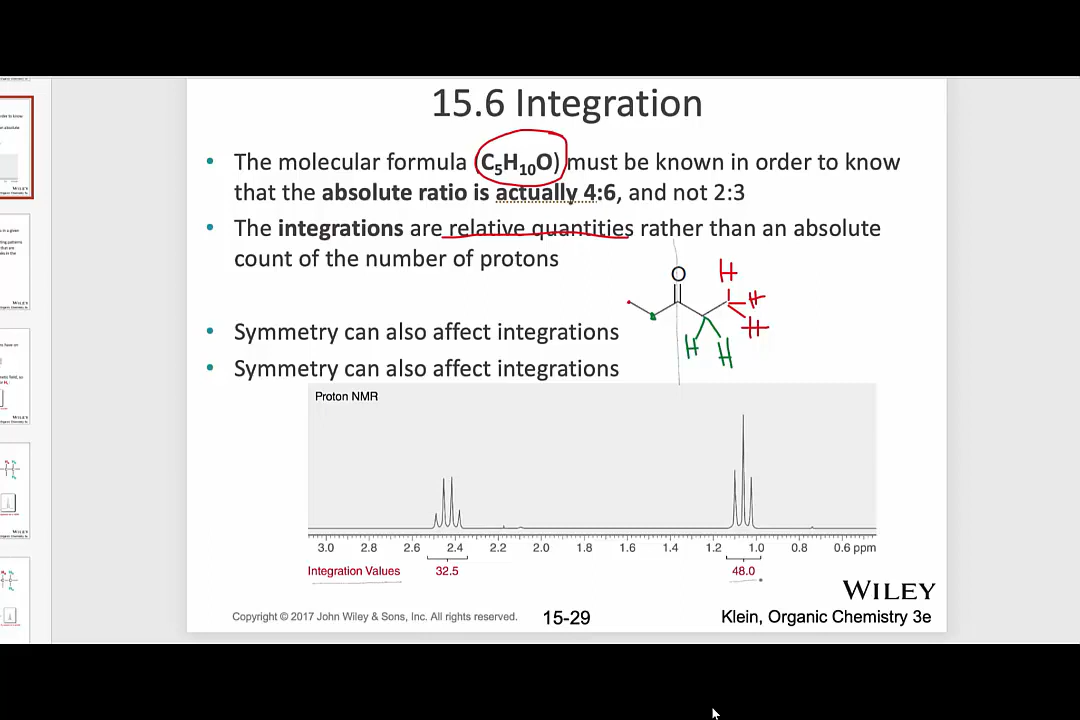 15.6 Integration
• The molecular formula (C₅H₁₀O) must be known in order to know
that the absolute ratio is actually 4:6, and not 2:3
• The integrations are relative quantities rather than an absolute
count of the number of protons
O
H
H
H
H
H
• Symmetry can also affect integrations
• Symmetry can also affect integrations
Proton NMR
3.0 2.8 2.6 2.4 2.2 2.0 1.8 1.6 1.4 1.2 1.0 0.8 0.6 ppm
Integration Values 32.5 48.0
WILEY
Copyright © 2017 John Wiley & Sons, Inc. All rights reserved. 15-29 Klein, Organic Chemistry 3e